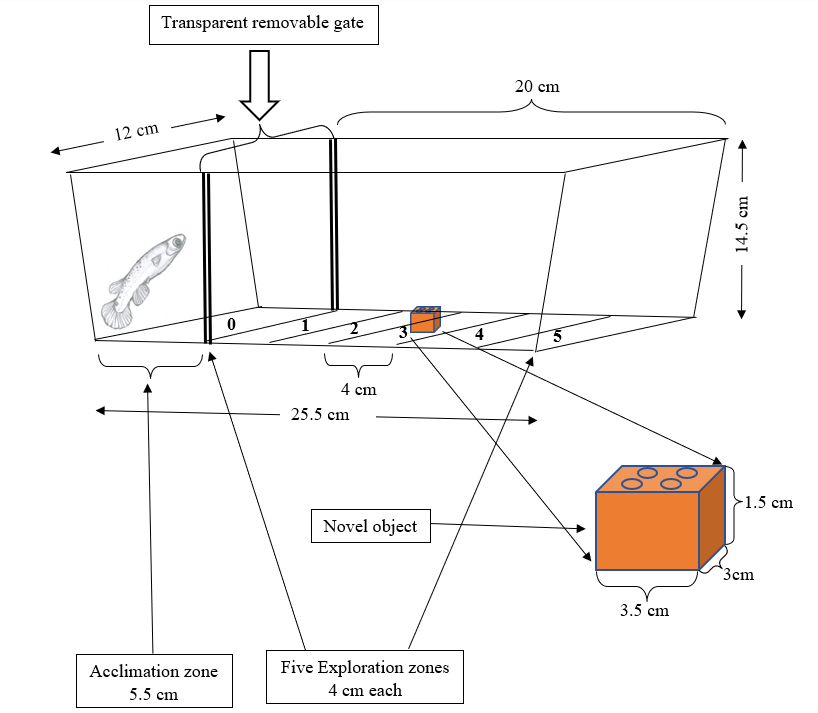 Transparent removable gate
20 cm
12 cm
14.5 cm
0
1
2
3
4
5
4 cm
25.5 cm
Novel object
1.5 cm
3cm
3.5 cm
Acclimation zone
5.5 cm
Five Exploration zones
4 cm each